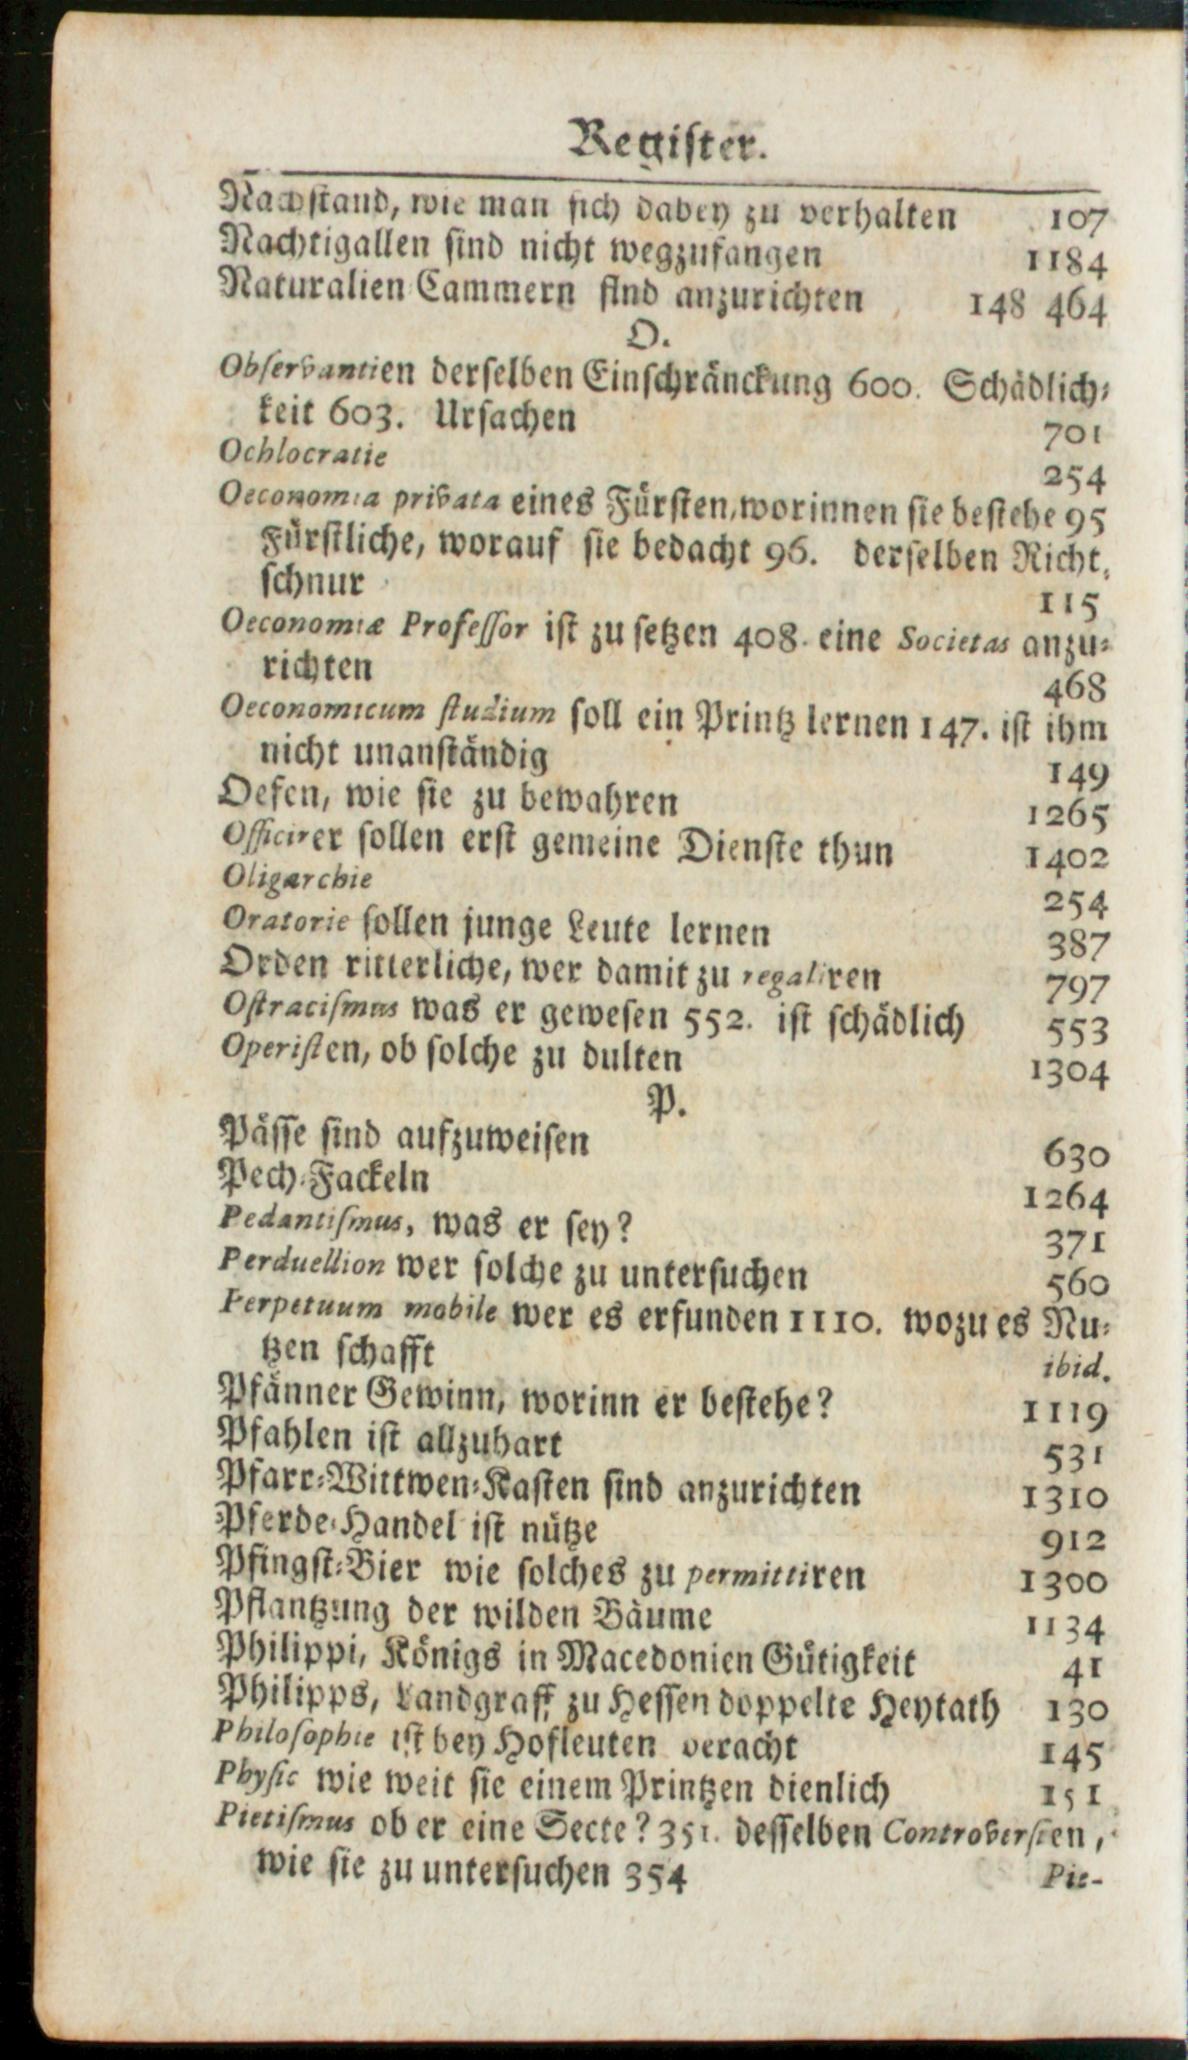 Register.
Nachstand, wie man sich dabey zu verhalten 107
Nachtigallen sind nicht wegzufangen 1184
Naturalien Cammern sind anzurichten 148 464
O.
Observantien derselben Einschränckung 600. Schädlich-
keit 603. Ursachen 701
Ochlocratie 254
Oeconomia privata eines Fürsten, worinnen sie bestehe 95
Fürstliche, worauf sie bedacht 96. derselben Richt-
schnur 115
Oeconomiæ Professor ist zu setzen 408. eine Societas anzu-
richten 468
Oeconomicum studium soll ein Printz lernen 147. ist ihm
nicht unanständig 149
Oefen, wie sie zu bewahren 1265
Officirer sollen erst gemeine Dienste thun 1402
Oligarchie 254
Oratorie sollen junge Leute lernen 387
Orden ritterliche, wer damit zu regaliren 797
Ostracismus was er gewesen 552. ist schädlich 553
Operisten, ob solche zu dulten 1304
P.
Pässe sind aufzuweisen 630
Pech-Fackeln 1264
Pedantismus, was er sey? 371
Perduellion wer solche zu untersuchen 560
Perpetuum mobile wer es erfunden 1110. wozu es Nu-
tzen schafft ibid.
Pfänner Gewinn, worinn er bestehe? 1119
Pfahlen ist allzuhart 531
Pfarr-Wittwen-Kasten sind anzurichten 1310
Pferde-Handel ist nütze 912
Pfingst-Bier wie solches zu permittiren 1300
Pflantzung der wilden Bäume 1134
Philippi, Königs in Macedonien Gütigkeit 41
Philipps, Landgraff zu Hessen doppelte Heyrath 130
Philosophie ist bey Hofleuten veracht 145
Physic wie weit sie einem Printzen dienlich 151
Pietismus ob er eine Secte? 351. desselben Controversien,
wie sie zu untersuchen 354 Pie-